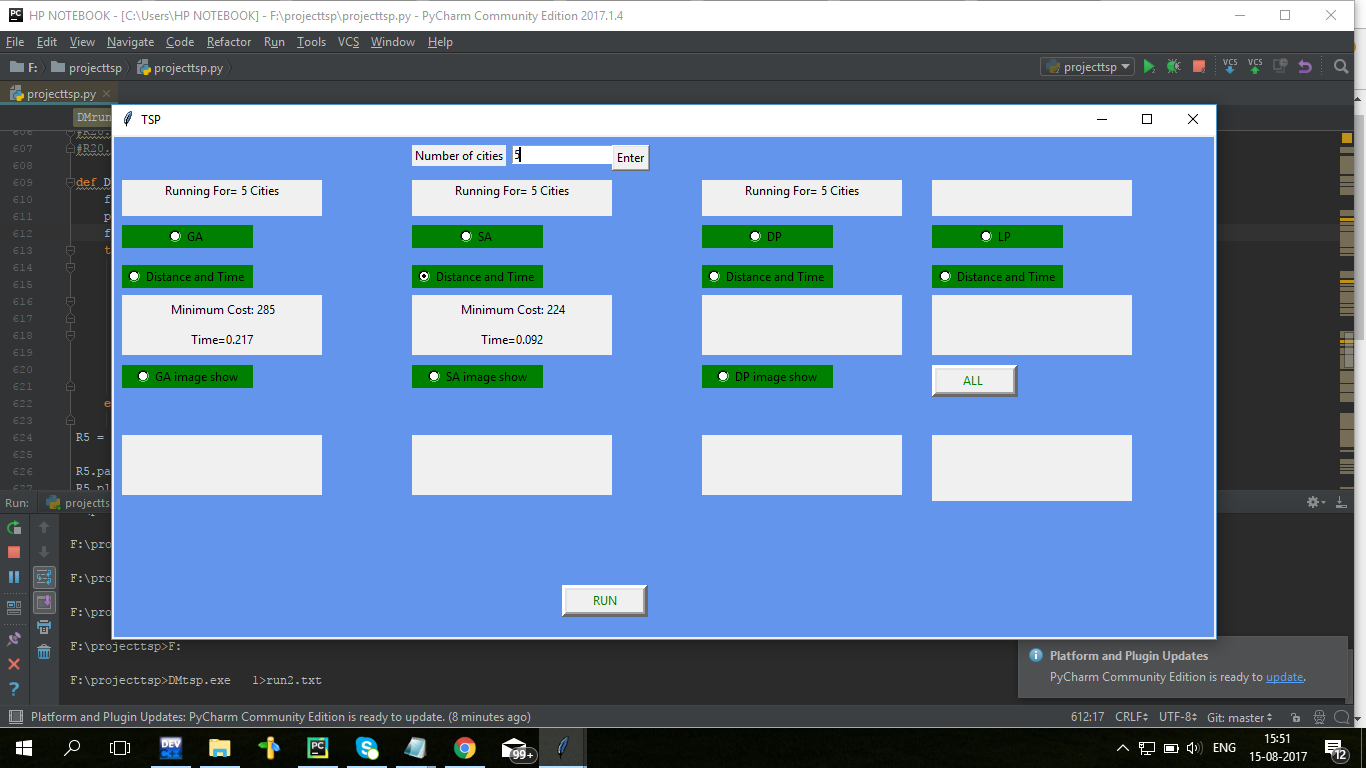 HP NOTEBOOK - [C:\Users\HP NOTEBOOK] - F:\projecttsp\projecttsp.py - PyCharm Community Edition 2017.1.4
File Edit View Navigate Code Refactor Run Tools VCS Window Help
F: projecttsp projecttsp.py
projecttsp
VCS VCS
projecttsp.py
DMrun
TSP
Number of cities 5 Enter
Running For= 5 Cities Running For= 5 Cities Running For= 5 Cities
GA SA DP LP
Distance and Time Distance and Time Distance and Time Distance and Time
Minimum Cost: 285 Minimum Cost: 224
Time=0.217 Time=0.092
GA image show SA image show DP image show ALL
RUN
607 #R20.
608
609 def D
610 f
611 p
612 f
613 t
614
615
616
617
618
619
620
621
622 e
623
624 R5 =
625
626 R5.pa
627 R5.pl
Run: projectts
F:\pro
F:\pro
F:\pro
F:\projecttsp>F:
F:\projecttsp>DMtsp.exe 1>run2.txt
Platform and Plugin Updates
PyCharm Community Edition is ready to update.
Platform and Plugin Updates: PyCharm Community Edition is ready to update. (8 minutes ago)
612:17 CRLF UTF-8 Git: master
DEV
PC
99+
ENG
15:51
15-08-2017
12